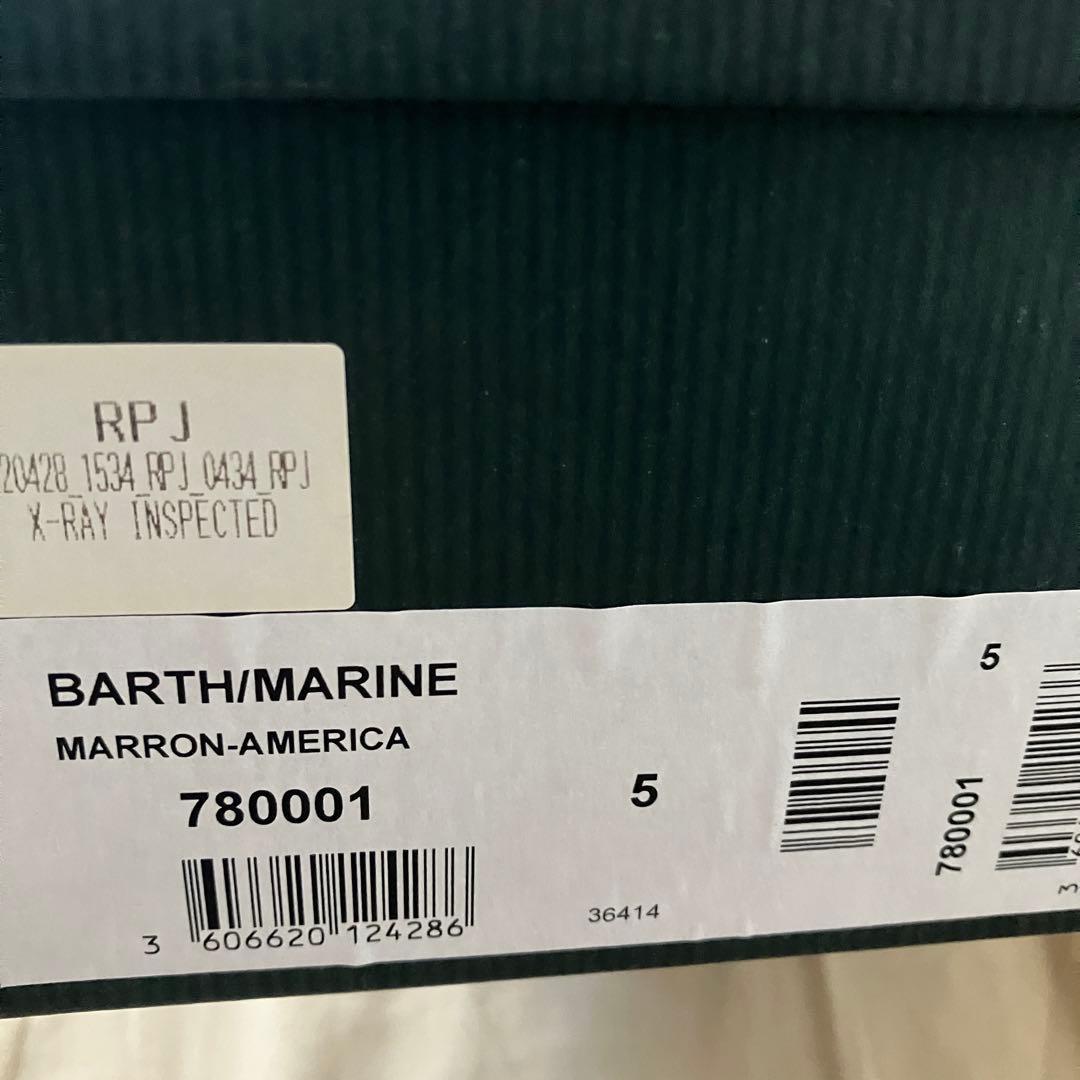 RPJ
20428_1534_RPJ_0434_RPJ
X-RAY INSPECTED
BARTH/MARINE
MARRON-AMERICA
780001
5
3 606620 124286
36414
5
780001